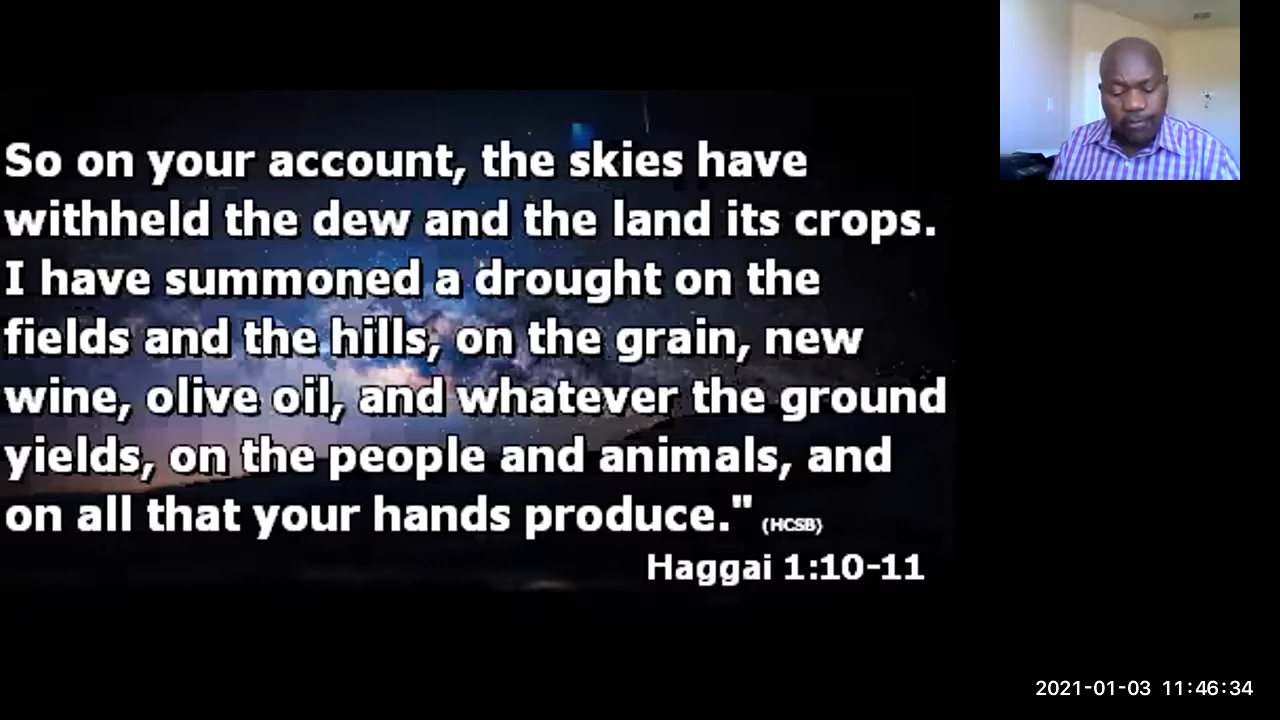 So on your account, the skies have
withheld the dew and the land its crops.
I have summoned a drought on the
fields and the hills, on the grain, new
wine, olive oil, and whatever the ground
yields, on the people and animals, and
on all that your hands produce." (HCSB)
Haggai 1:10-11
2021-01-03 11:46:34